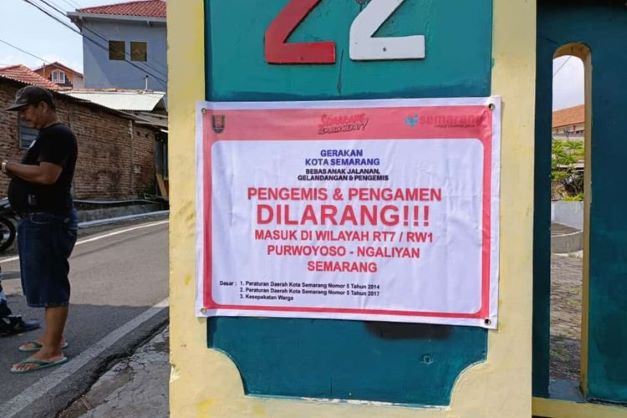 22
SEMARANG
semarang
GERAKAN
KOTA SEMARANG
BEBAS ANAK JALANAN,
GELANDANGAN & PENGEMIS
PENGEMIS & PENGAMEN
DILARANG!!!
MASUK DI WILAYAH RT7 / RW1
PURWOYOSO - NGALIYAN
SEMARANG
Dasar : 1. Peraturan Daerah Kota Semarang Nomor 5 Tahun 2014
2. Peraturan Daerah Kota Semarang Nomor 5 Tahun 2017
3. Kesepakatan Warga